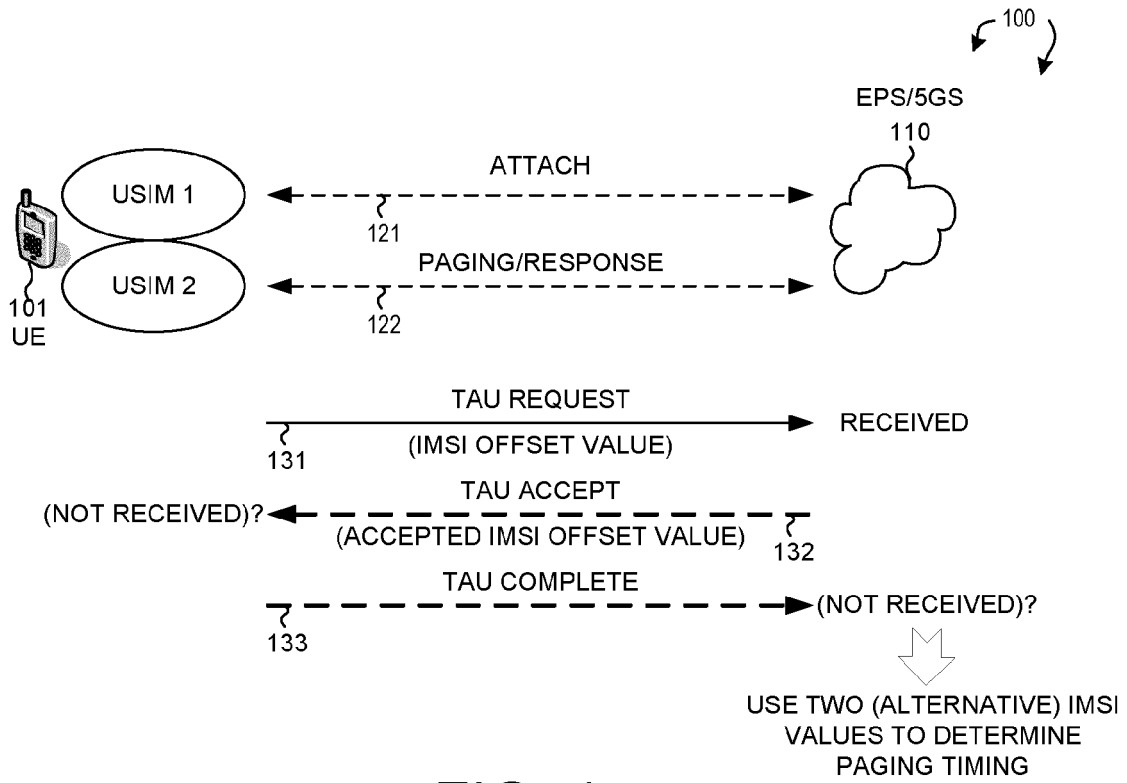 100
EPS/5GS
110
USIM 1
ATTACH
121
USIM 2
PAGING/RESPONSE
122
101
UE
TAU REQUEST
RECEIVED
(IMSI OFFSET VALUE)
131
TAU ACCEPT
(NOT RECEIVED)?
(ACCEPTED IMSI OFFSET VALUE)
132
TAU COMPLETE
(NOT RECEIVED)?
133
USE TWO (ALTERNATIVE) IMSI
VALUES TO DETERMINE
PAGING TIMING